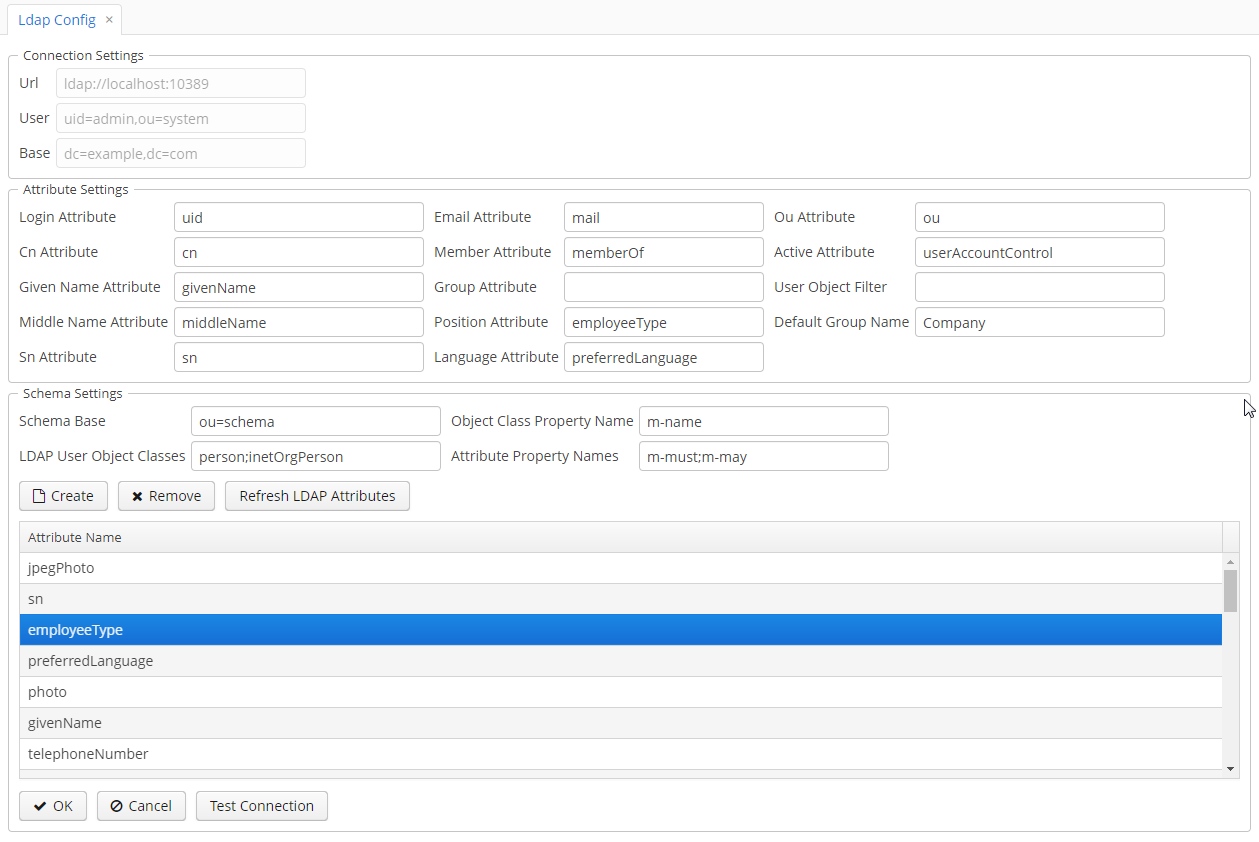 Ldap Config ×
Connection Settings
Url ldap://localhost:10389
User uid=admin,ou=system
Base dc=example,dc=com
Attribute Settings
Login Attribute uid Email Attribute mail Ou Attribute ou
Cn Attribute cn Member Attribute memberOf Active Attribute userAccountControl
Given Name Attribute givenName Group Attribute User Object Filter
Middle Name Attribute middleName Position Attribute employeeType Default Group Name Company
Sn Attribute sn Language Attribute preferredLanguage
Schema Settings
Schema Base ou=schema Object Class Property Name m-name
LDAP User Object Classes person;inetOrgPerson Attribute Property Names m-must;m-may
Create Remove Refresh LDAP Attributes
Attribute Name
jpegPhoto
sn
employeeType
preferredLanguage
photo
givenName
telephoneNumber
OK Cancel Test Connection